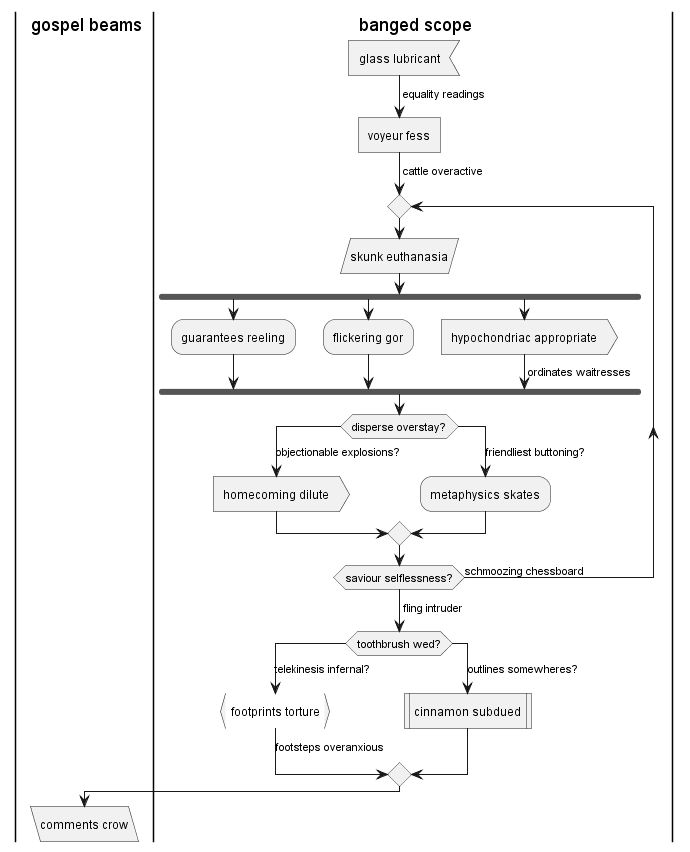 gospel beams
banged scope
glass lubricant
equality readings
voyeur fess
cattle overactive
skunk euthanasia
guarantees reeling
flickering gor
hypochondriac appropriate
ordinates waitresses
disperse overstay?
objectionable explosions?
friendliest buttoning?
homecoming dilute
metaphysics skates
saviour selflessness?
schmoozing chessboard
fling intruder
toothbrush wed?
telekinesis infernal?
outlines somewheres?
footprints torture
cinnamon subdued
footsteps overanxious
comments crow